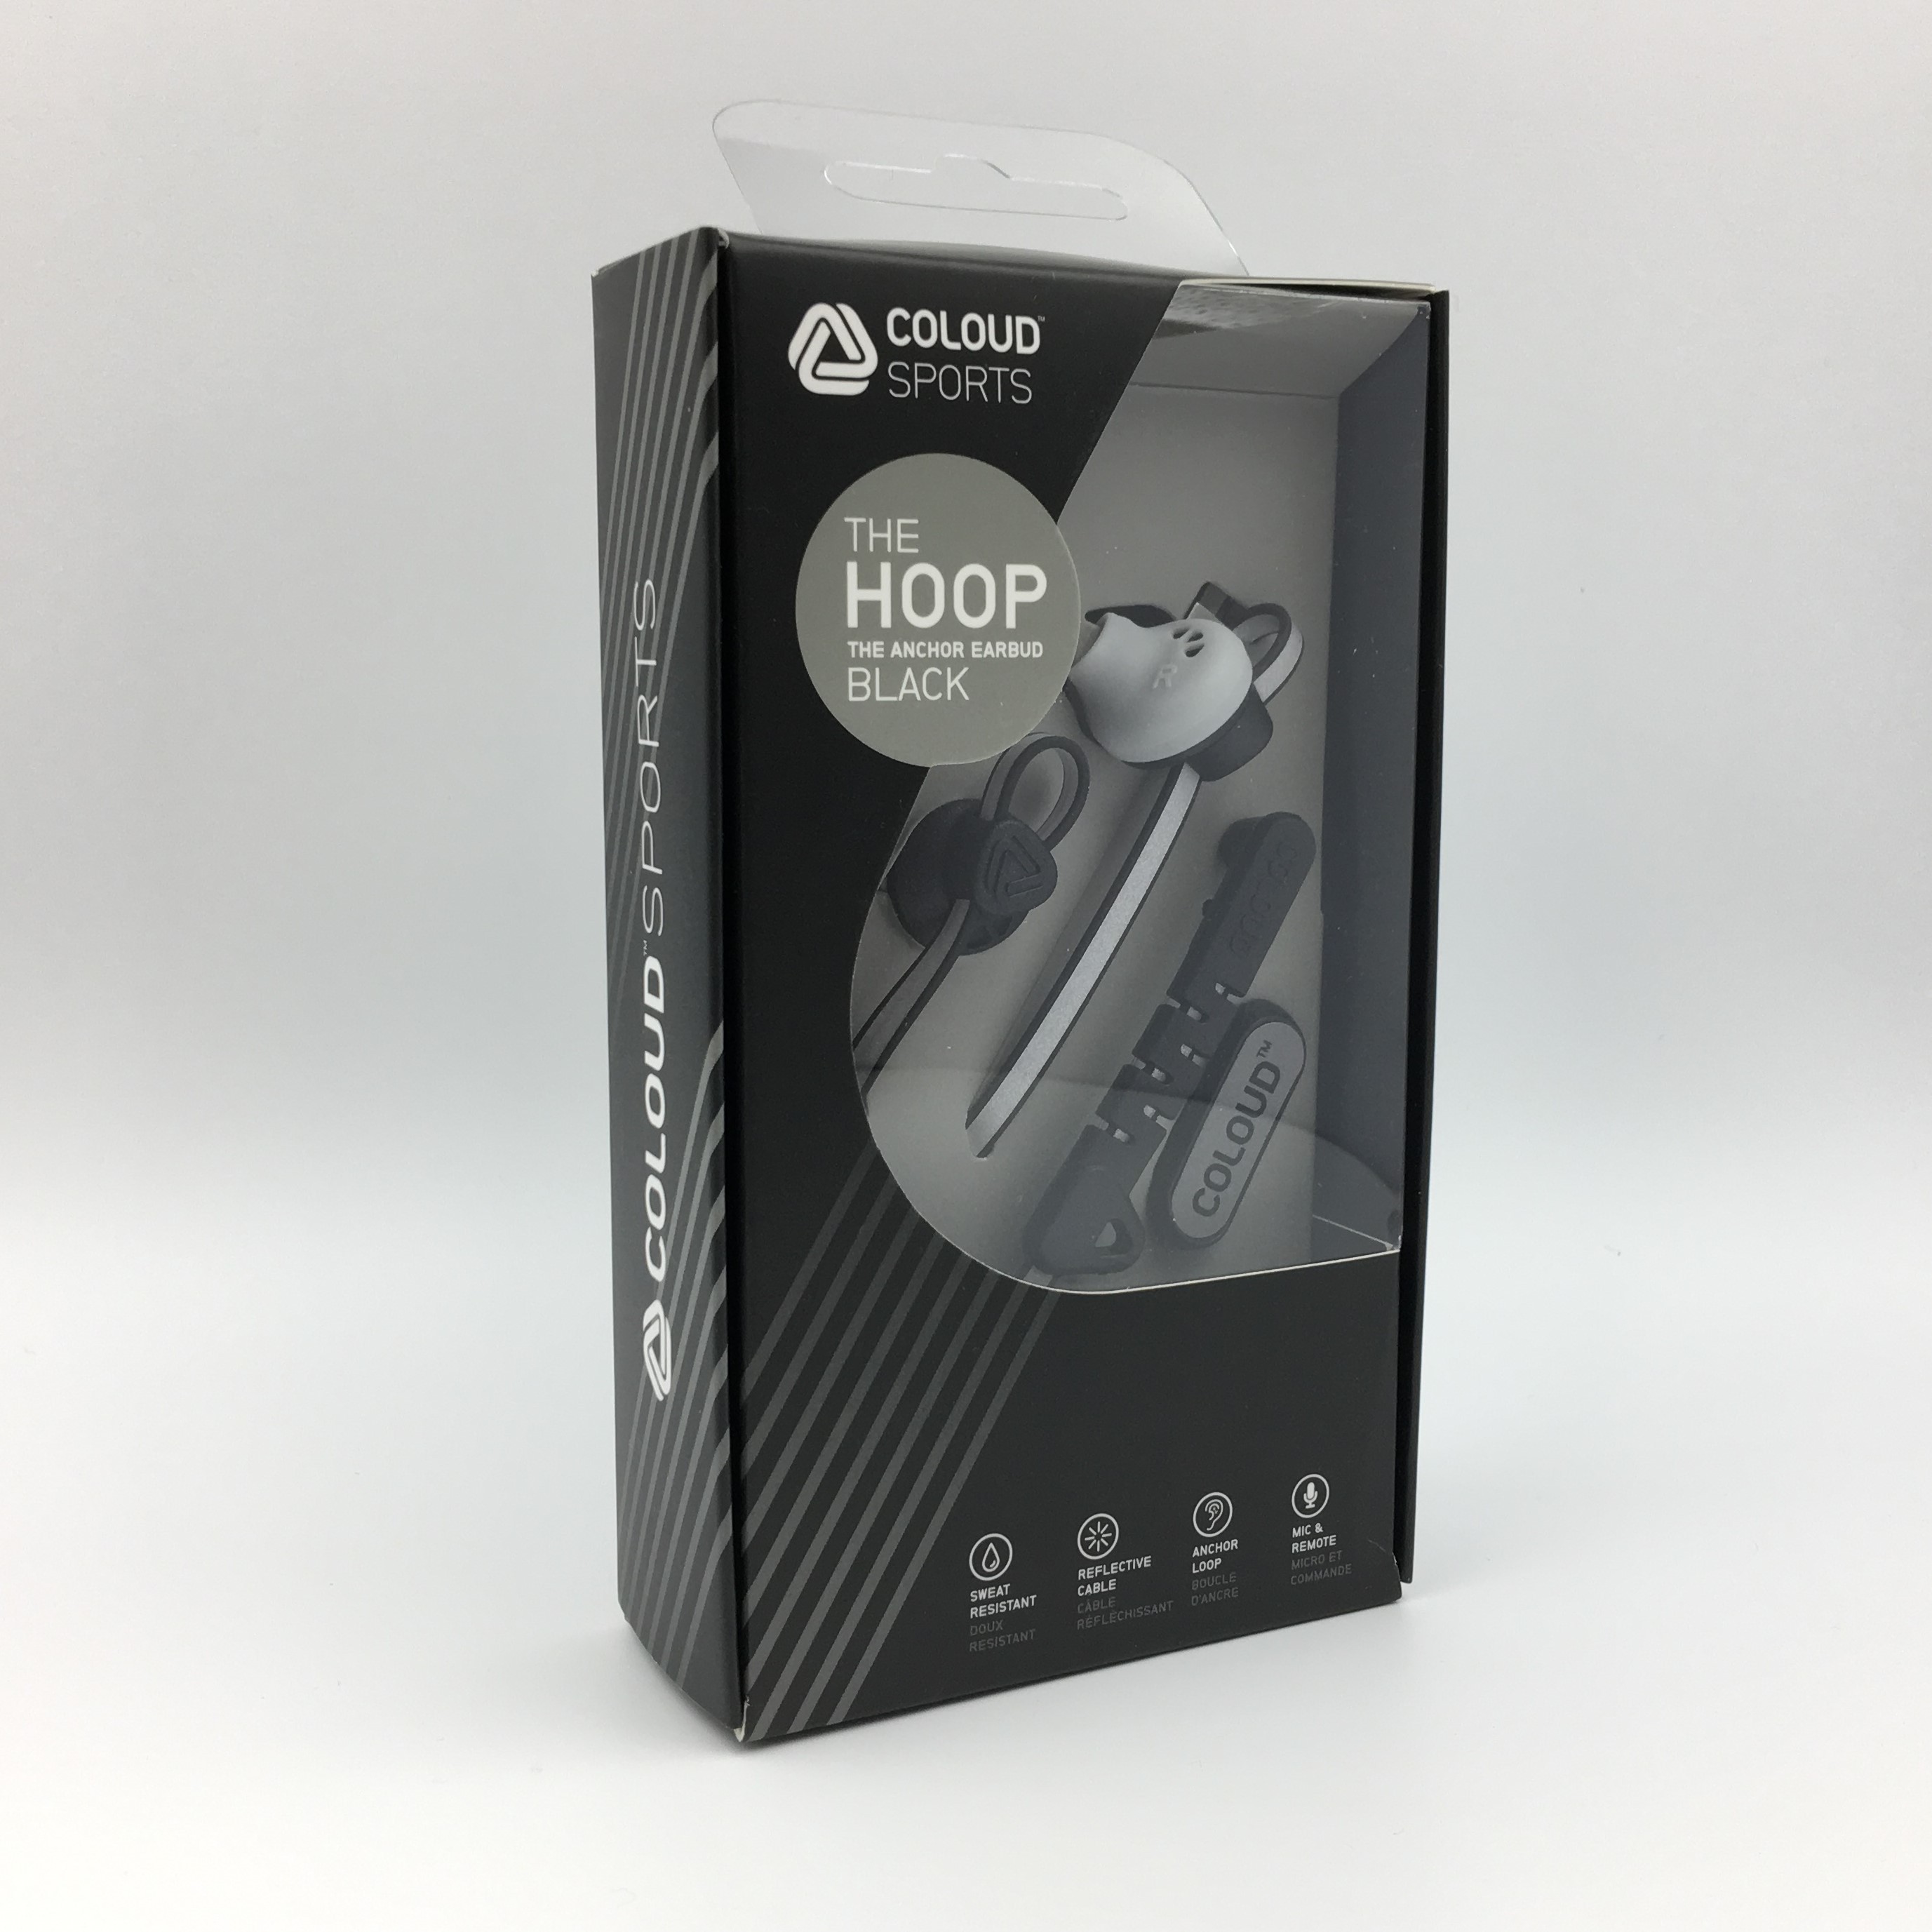 COLOUD™
SPORTS
THE
HOOP
THE ANCHOR EARBUD
BLACK
R
COLOUD™
COLOUD™SPORTS
SWEAT
RESISTANT
DOUX
RESISTANT
REFLECTIVE
CABLE
CÂBLE
RÉFLÉCHISSANT
ANCHOR
LOOP
BOUCLE
D'ANCRE
MIC &
REMOTE
MICRO ET
COMMANDE